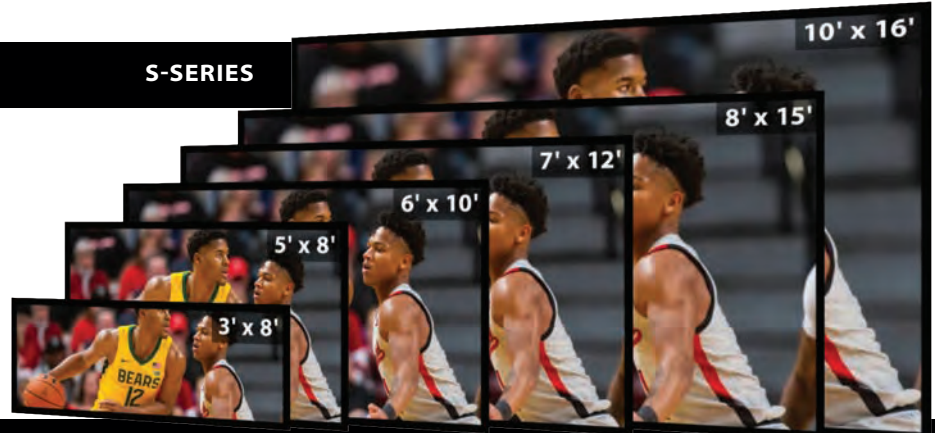 S-SERIES
10' x 16'
8' x 15'
7' x 12'
6' x 10'
5' x 8'
3' x 8'
BEARS
12